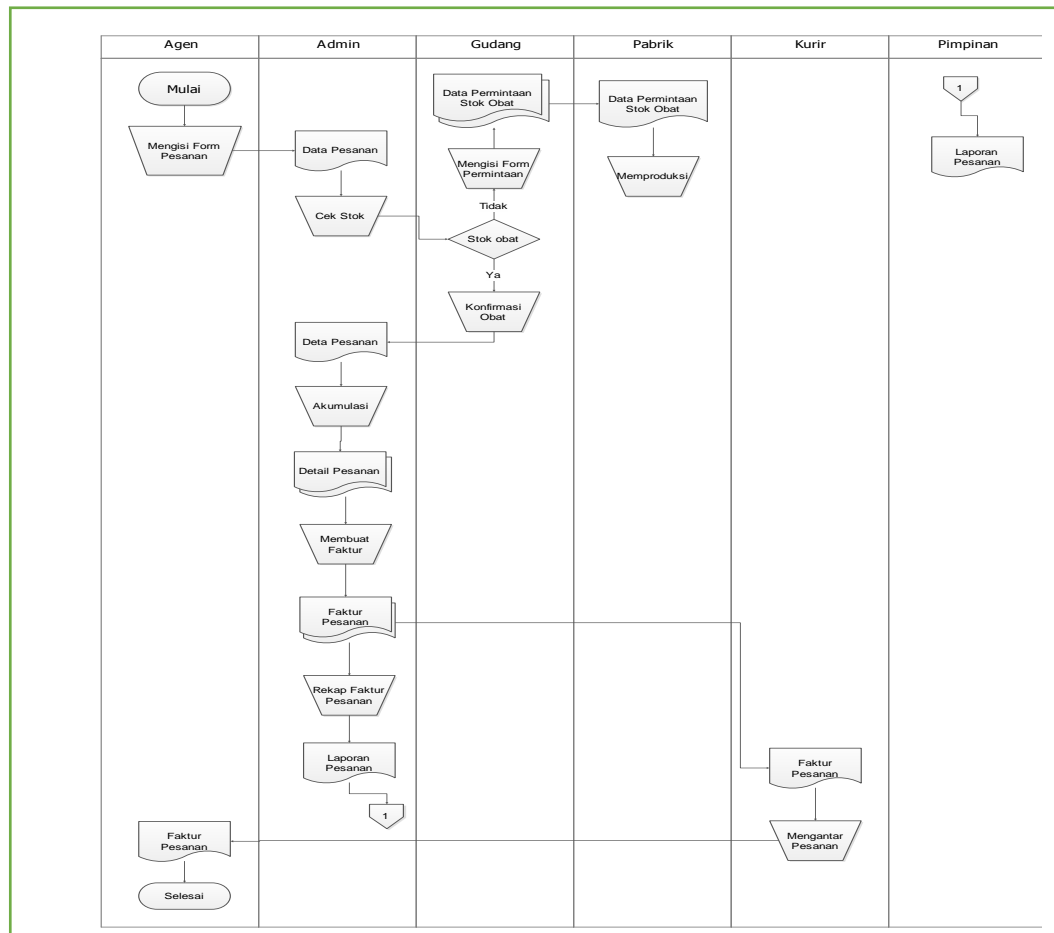 Agen
Admin
Gudang
Pabrik
Kurir
Pimpinan
Mulai
Mengisi Form
Pesanan
Data Pesanan
Cek Stok
Data Permintaan
Stok Obat
Mengisi Form
Permintaan
Tidak
Stok obat
Ya
Konfirmasi
Obat
Data Permintaan
Stok Obat
Memproduksi
1
Laporan
Pesanan
Deta Pesanan
Akumulasi
Detail Pesanan
Membuat
Faktur
Faktur
Pesanan
Rekap Faktur
Pesanan
Laporan
Pesanan
1
Faktur
Pesanan
Mengantar
Pesanan
Faktur
Pesanan
Selesai